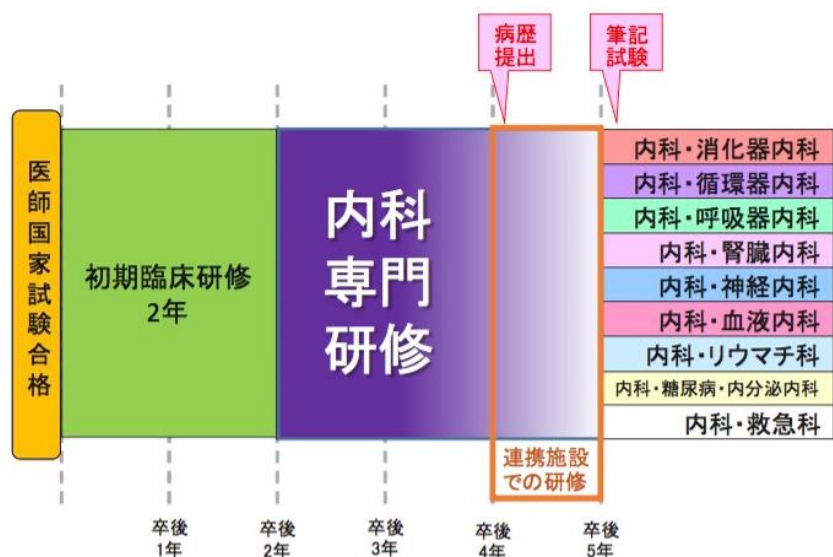 病歴
提出
筆記
試験
医師国家試験合格
初期臨床研修
2年
内科
専門
研修
内科・消化器内科
内科・循環器内科
内科・呼吸器内科
内科・腎臓内科
内科・神経内科
内科・血液内科
内科・リウマチ科
内科・糖尿病・内分泌内科
内科・救急科
連携施設
での研修
卒後
1年
卒後
2年
卒後
3年
卒後
4年
卒後
5年